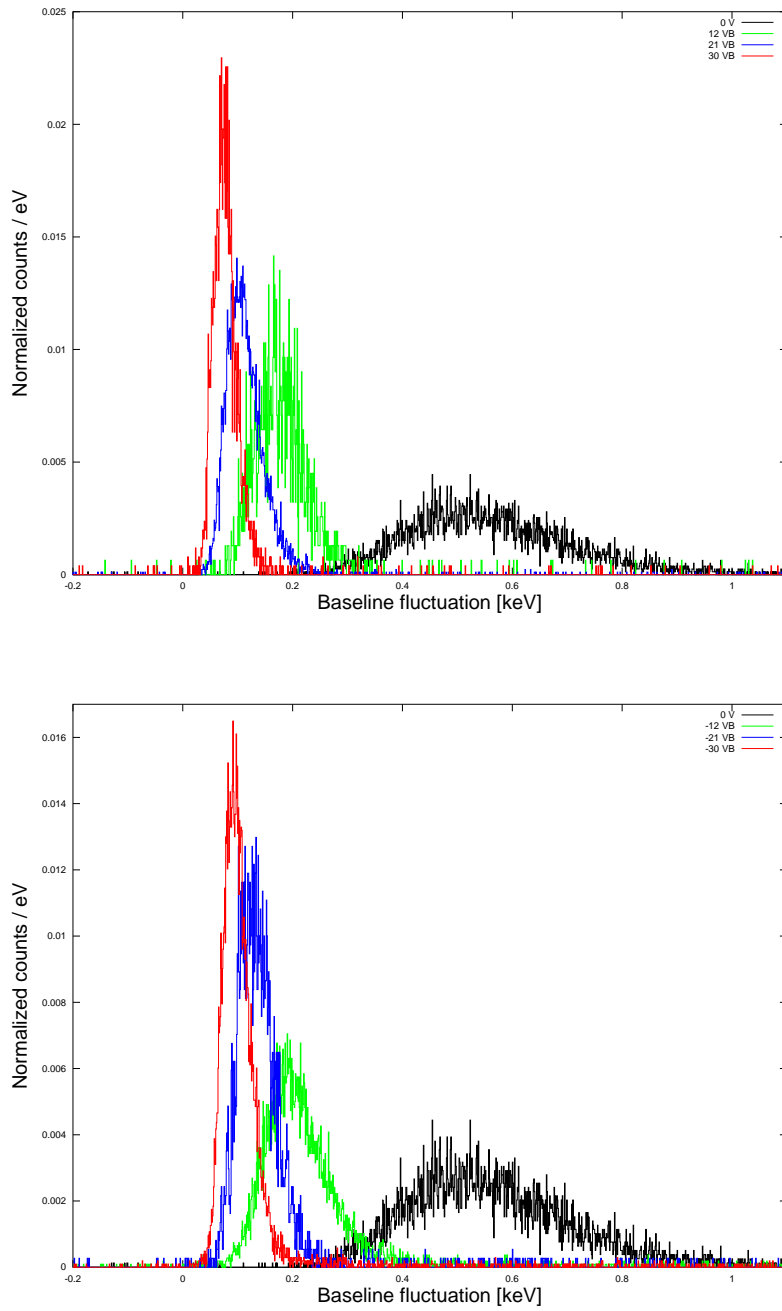 0.025
0.02
0.015
0.01
0.005
0
-0.2
0
0.2
0.4
0.6
0.8
1
Normalized counts / eV
Baseline fluctuation [keV]
0 V
12 VB
21 VB
30 VB
0.016
0.014
0.012
0.01
0.008
0.006
0.004
0.002
0
-0.2
0
0.2
0.4
0.6
0.8
1
Normalized counts / eV
Baseline fluctuation [keV]
0 V
-12 VB
-21 VB
-30 VB